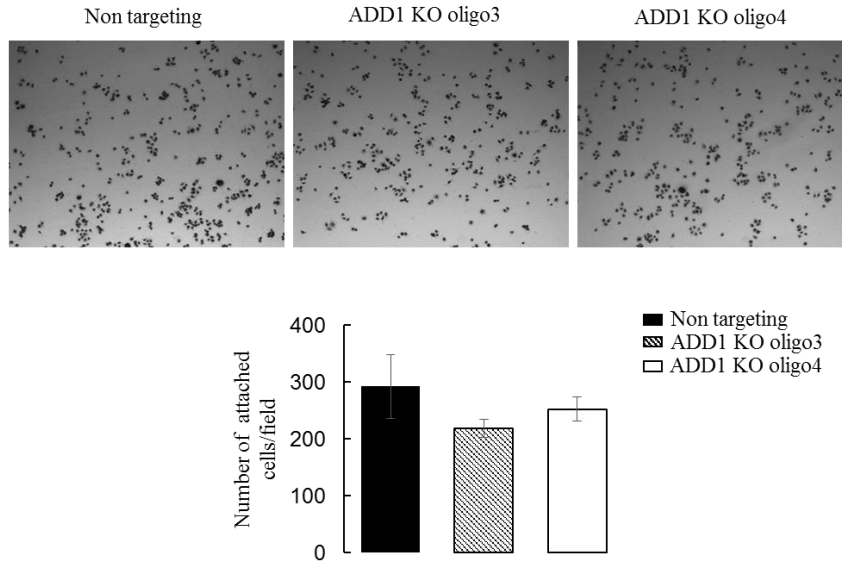 Non targeting
ADD1 KO oligo3
ADD1 KO oligo4
Number of attached
cells/field
400
300
200
100
0
Non targeting
ADD1 KO oligo3
ADD1 KO oligo4